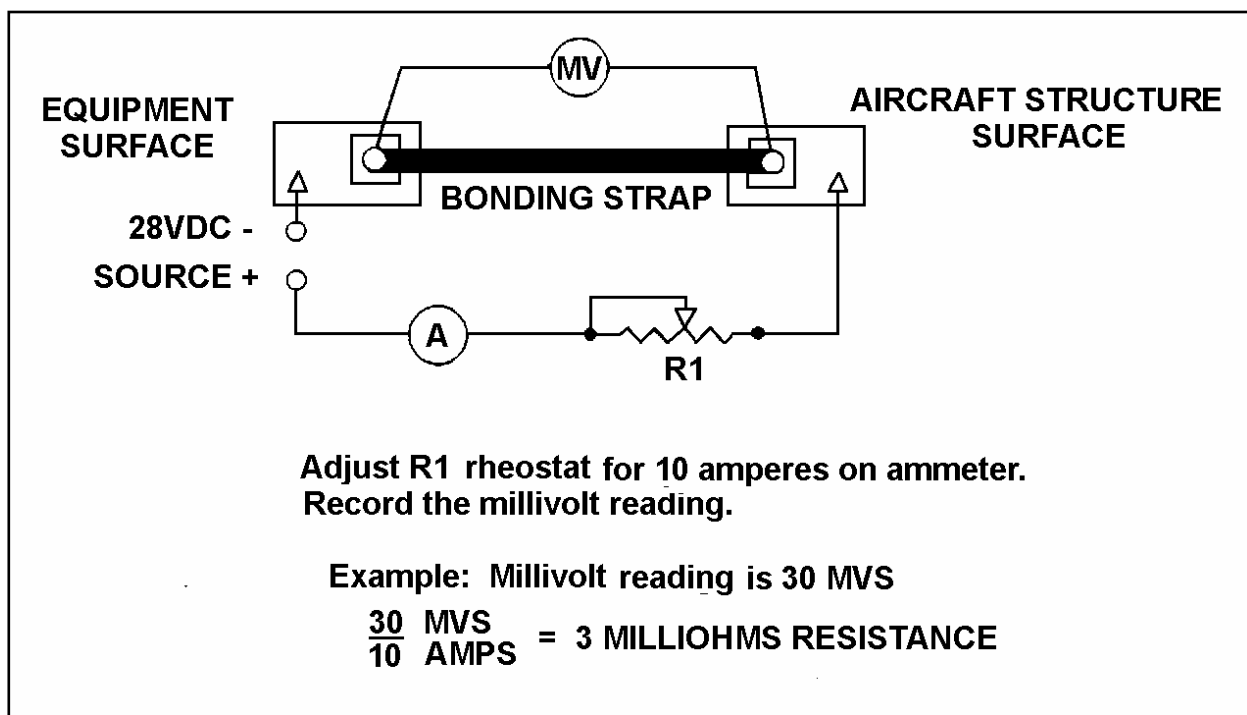 MV
EQUIPMENT
SURFACE
AIRCRAFT STRUCTURE
SURFACE
BONDING STRAP
28VDC -
SOURCE +
A
R1
Adjust R1 rheostat for 10 amperes on ammeter.
Record the millivolt reading.
Example: Millivolt reading is 30 MVS
30 MVS
10 AMPS
= 3 MILLIOHMS RESISTANCE